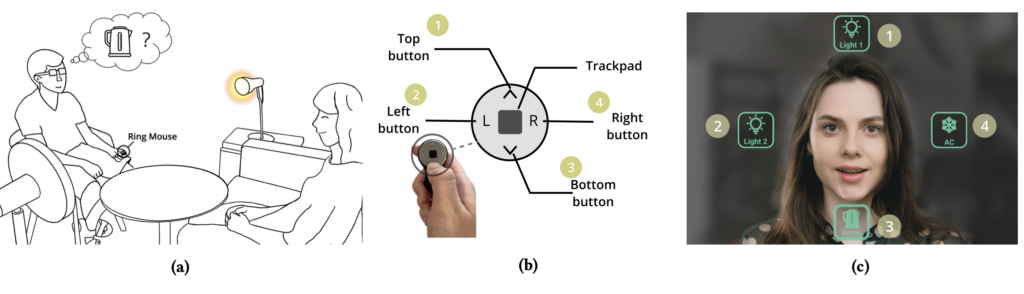 ?
Ring Mouse
(a)
1
Top
button
2
Left
button
L
R
Trackpad
4
Right
button
3
Bottom
button
(b)
Light 1
1
2
Light 2
AC
4
3
(c)